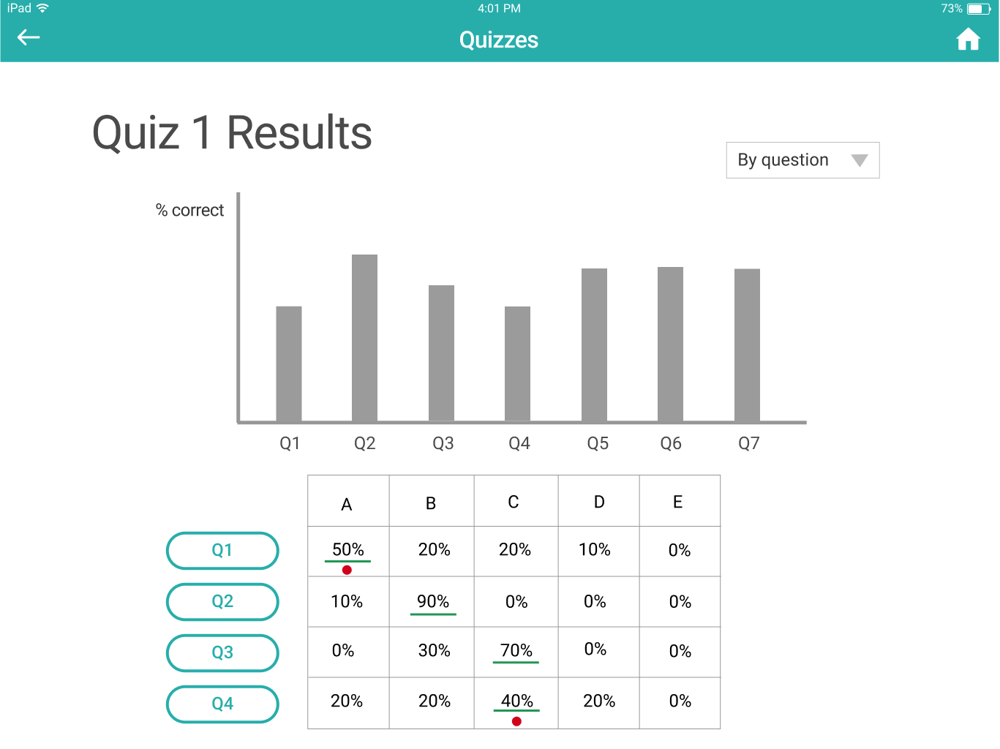 iPad 4:01 PM 73%
Quizzes
Quiz 1 Results
By question
% correct
Q1 Q2 Q3 Q4 Q5 Q6 Q7
A B C D E
Q1 50% 20% 20% 10% 0%
Q2 10% 90% 0% 0% 0%
Q3 0% 30% 70% 0% 0%
Q4 20% 20% 40% 20% 0%